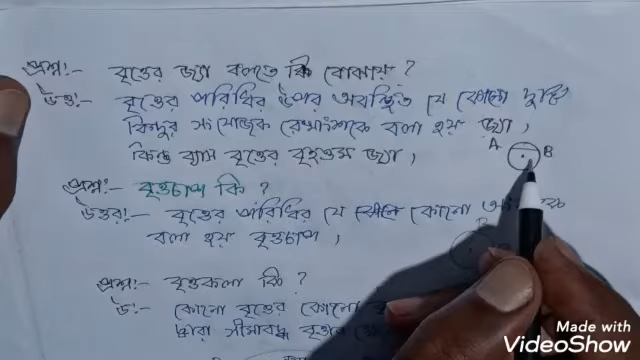 প্রশ্ন:- বৃত্তের জ্যা বলতে কি বোঝায় ?
উত্ত:- বৃত্তের পরিধির উপর অবস্থিত যে কোনো দুটি
বিন্দুর সংযোজক রেখাংশকে বলা হয় জ্যা,
কিন্তু ব্যাস বৃত্তের বৃহত্তম জ্যা,
A B
প্রশ্ন:- বৃত্তচাপ কি ?
উত্তর:- বৃত্তের পরিধির যে কোনো
বলা হয় বৃত্তচাপ,
প্রশ্ন:- বৃত্তকলা কি ?
উ:- কোনো বৃত্তের কোনো
দ্বারা সীমাবদ্ধ
Made with
VideoShow